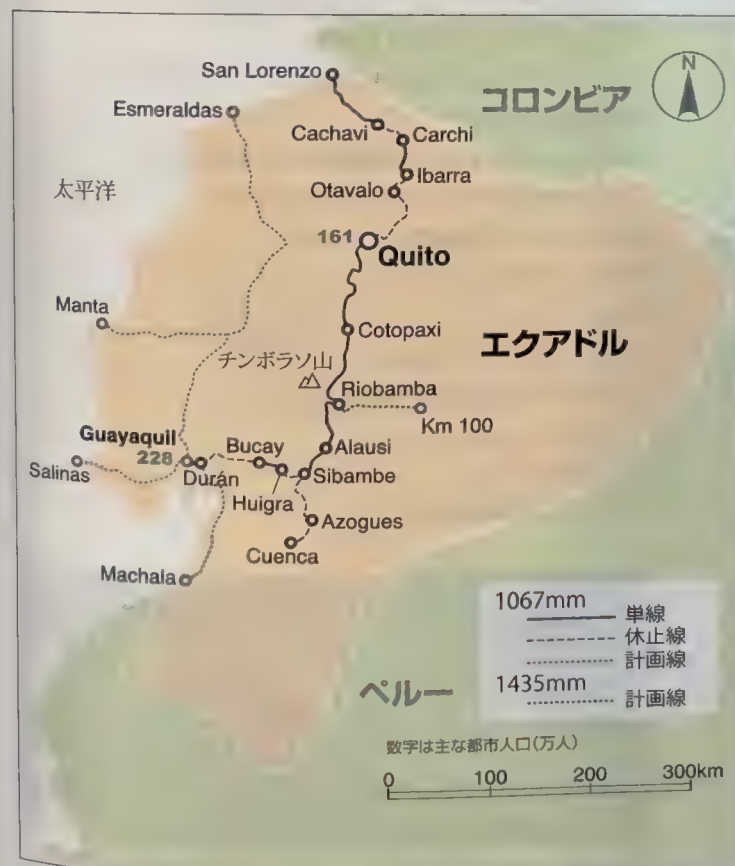 San Lorenzo
コロンビア
N
Esmeraldas
Cachavi
Carchi
Ibarra
太平洋
Otavalo
161
Quito
Manta
Cotopaxi
エクアドル
チンボラソ山
Riobamba
Km 100
Guayaquil
Bucay
Alausi
228
Salinas
Durán
Sibambe
Huigra
Azogues
Cuenca
Machala
1067mm
単線
休止線
計画線
1435mm
計画線
ペルー
数字は主な都市人口(万人)
0 100 200 300km